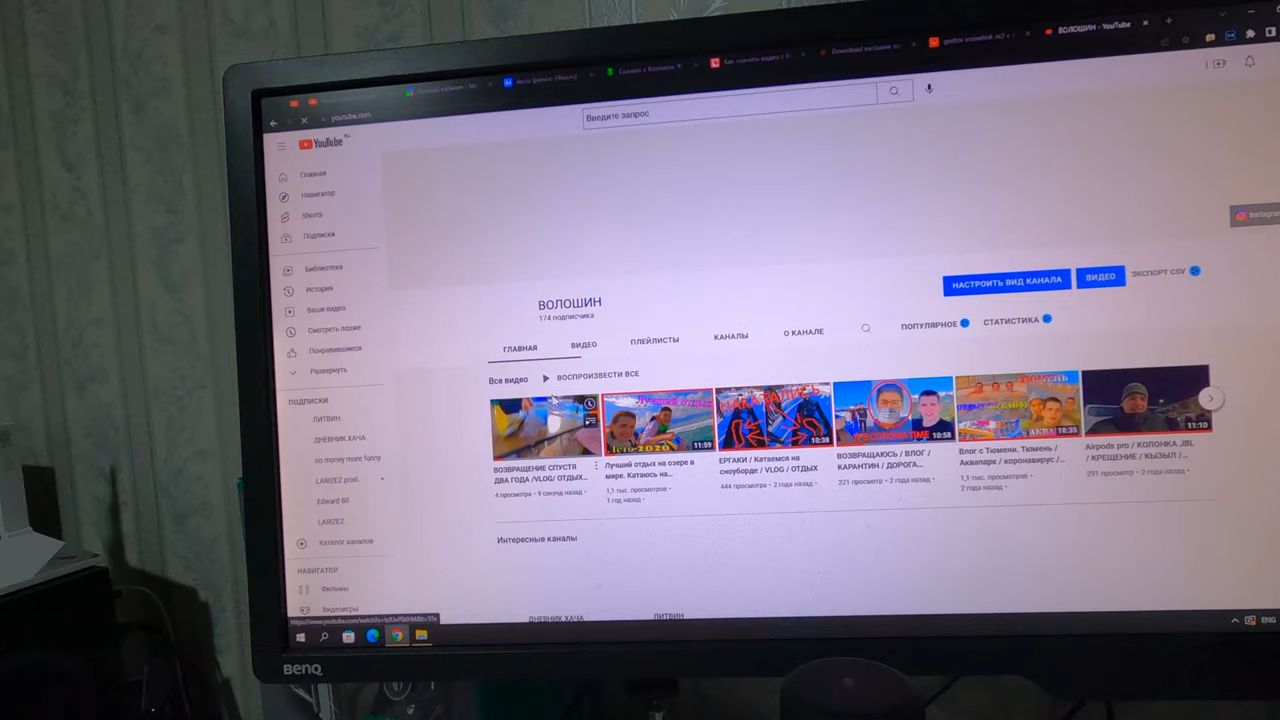 ВОЛОШИН - YouTube
youtube.com
Введите запрос
YouTube
RU
Главная
Навигатор
Shorts
Подписки
Библиотека
История
Ваши видео
Смотреть позже
Понравившиеся
Развернуть
ПОДПИСКИ
ЛИТВИН
ДНЕВНИК ХАЧА
no money more funny
LARIZEZ prod.
Edward Bil
LARIZEZ
Каталог каналов
НАВИГАТОР
Фильмы
Видеоигры
ВОЛОШИН
174 подписчика
НАСТРОИТЬ ВИД КАНАЛА
ВИДЕО
ЭКСПОРТ CSV
ГЛАВНАЯ
ВИДЕО
ПЛЕЙЛИСТЫ
КАНАЛЫ
О КАНАЛЕ
ПОПУЛЯРНОЕ
СТАТИСТИКА
Все видео
ВОСПРОИЗВЕСТИ ВСЕ
11:59
10:38
10:58
18:35
11:10
ВОЗВРАЩЕНИЕ СПУСТЯ
ДВА ГОДА /VLOG/ ОТДЫХ...
4 просмотра • 9 секунд назад •
Лучший отдых на озере в
мире. Катаюсь на...
1,1 тыс. просмотров •
1 год назад •
ЕРГАКИ / Катаемся на
сноуборде / VLOG / ОТДЫХ
444 просмотра • 2 года назад •
ВОЗВРАЩАЮСЬ / ВЛОГ /
КАРАНТИН / ДОРОГА...
221 просмотр • 2 года назад •
Влог с Тюмени. Тюмень /
Аквапарк / коронавирус /...
1,1 тыс. просмотров •
2 года назад •
Airpods pro / КОЛОНКА JBL
/ КРЕЩЕНИЕ / КЫЗЫЛ /...
291 просмотр • 2 года назад •
Интересные каналы
ДНЕВНИК ХАЧА
ЛИТВИН
ENG
BENQ